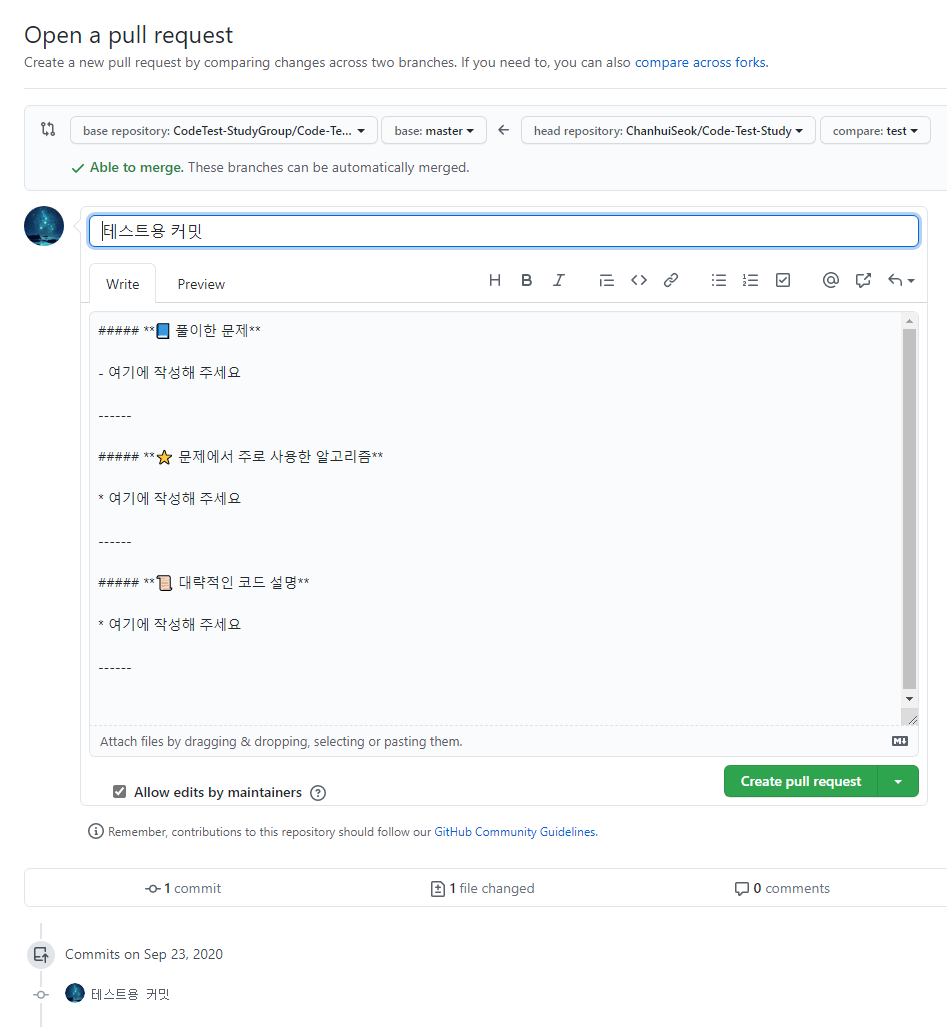 Open a pull request
Create a new pull request by comparing changes across two branches. If you need to, you can also compare across forks.
base repository: CodeTest-StudyGroup/Code-Te... base: master head repository: ChanhuiSeok/Code-Test-Study compare: test
Able to merge. These branches can be automatically merged.
테스트용 커밋
Write Preview
##### **📘 풀이한 문제**
- 여기에 작성해 주세요
------
##### **⭐ 문제에서 주로 사용한 알고리즘**
* 여기에 작성해 주세요
------
##### **📜 대략적인 코드 설명**
* 여기에 작성해 주세요
------
Attach files by dragging & dropping, selecting or pasting them.
Allow edits by maintainers
Create pull request
Remember, contributions to this repository should follow our GitHub Community Guidelines.
1 commit 1 file changed 0 comments
Commits on Sep 23, 2020
테스트용 커밋